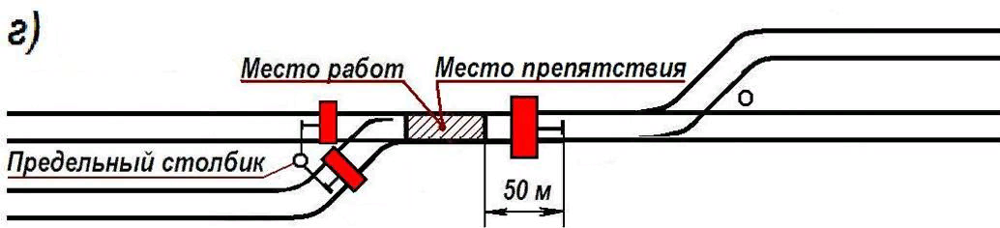 г)
Место работ
Место препятствия
Предельный столбик
50 м